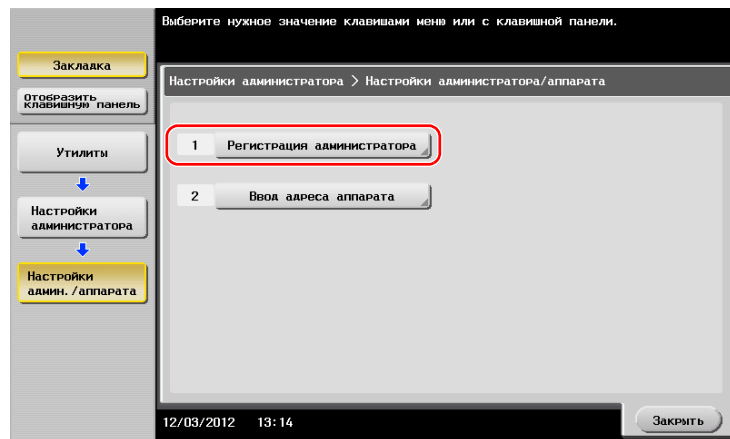 Выберите нужное значение клавишами меню или с клавишной панели.
Закладка
Отобразить
клавишную панель
Настройки администратора > Настройки администратора/аппарата
Утилиты
Настройки
администратора
Настройки
админ./аппарата
1 Регистрация администратора
2 Ввод адреса аппарата
12/03/2012 13:14
Закрыть